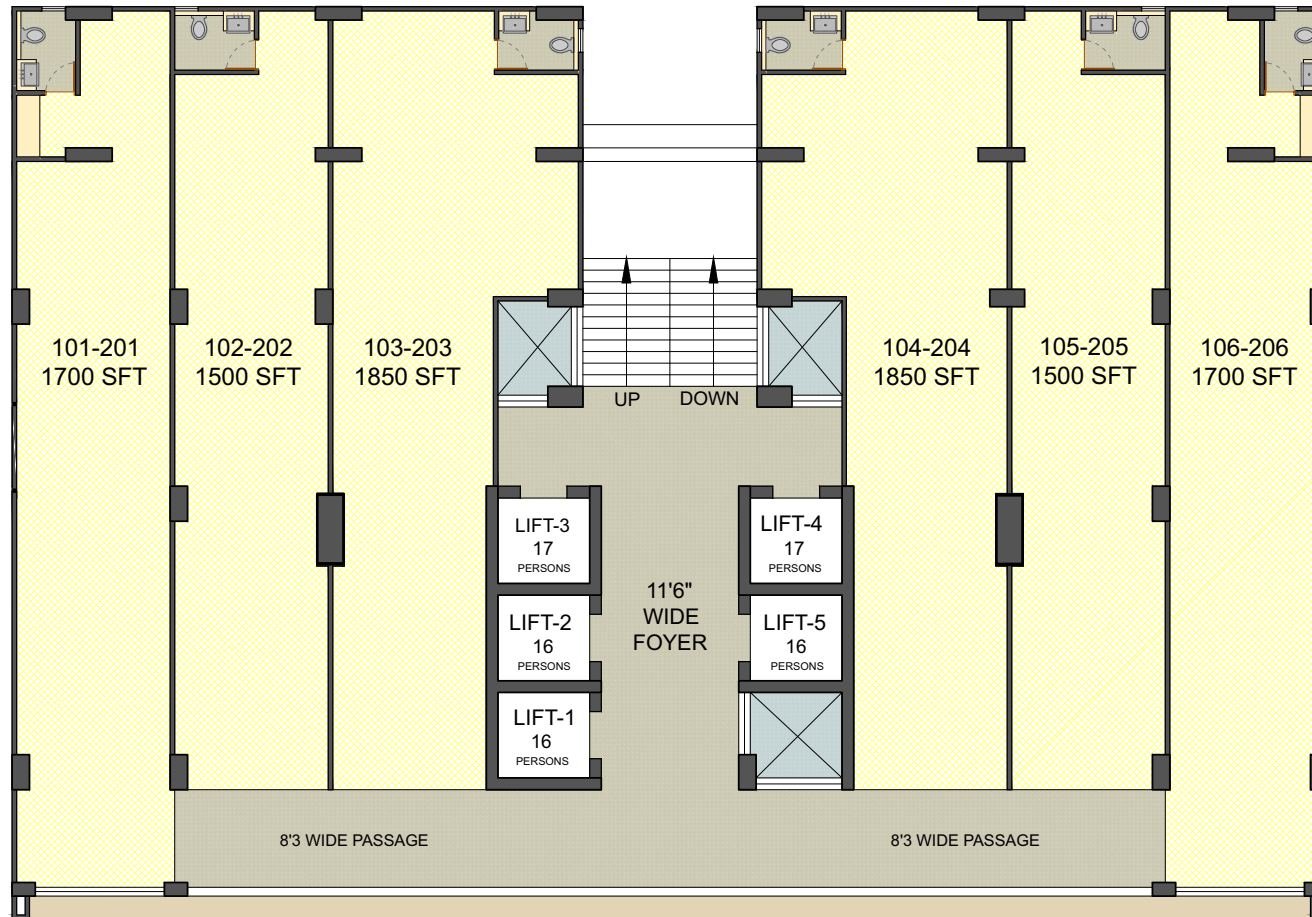 101-201
1700 SFT
102-202
1500 SFT
103-203
1850 SFT
104-204
1850 SFT
105-205
1500 SFT
106-206
1700 SFT
UP
DOWN
LIFT-3
17
PERSONS
LIFT-4
17
PERSONS
11'6"
WIDE
FOYER
LIFT-2
16
PERSONS
LIFT-5
16
PERSONS
LIFT-1
16
PERSONS
8'3 WIDE PASSAGE
8'3 WIDE PASSAGE